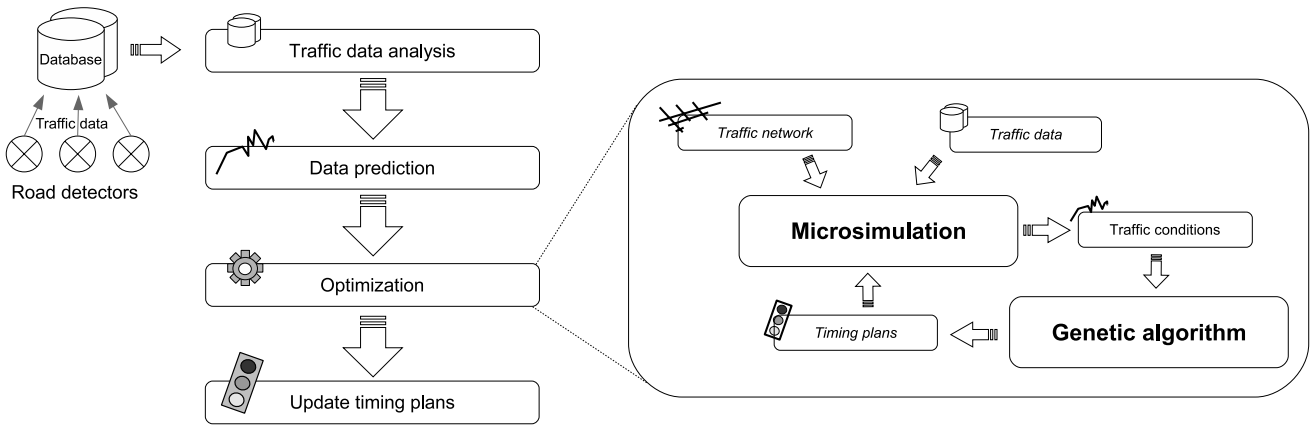 Database
Traffic data
Road detectors
Traffic data analysis
Data prediction
Optimization
Update timing plans
Traffic network
Traffic data
Microsimulation
Traffic conditions
Timing plans
Genetic algorithm